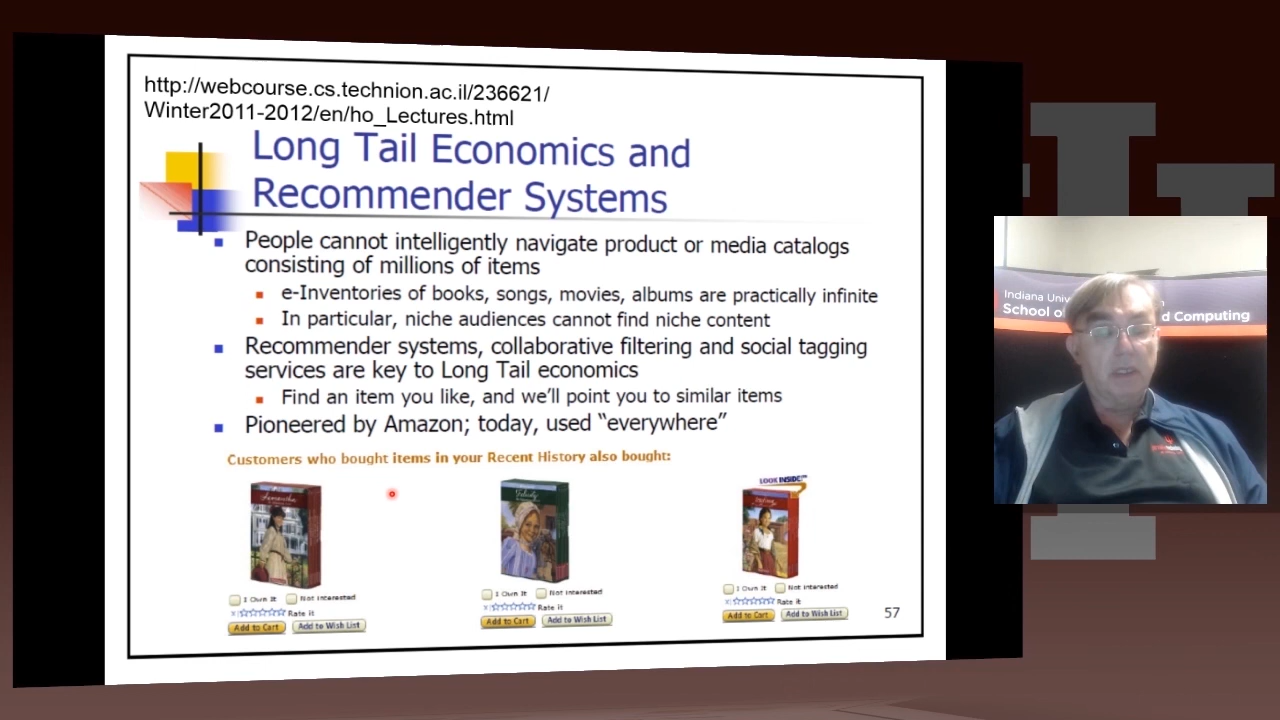 http://webcourse.cs.technion.ac.il/236621/
Winter2011-2012/en/ho_Lectures.html
Long Tail Economics and
Recommender Systems
People cannot intelligently navigate product or media catalogs
consisting of millions of items
e-Inventories of books, songs, movies, albums are practically infinite
In particular, niche audiences cannot find niche content
Recommender systems, collaborative filtering and social tagging
services are key to Long Tail economics
Find an item you like, and we'll point you to similar items
Pioneered by Amazon; today, used “everywhere”
Customers who bought items in your Recent History also bought:
LOOK INSIDE!™
Samantha
Felicity
I Own It Not interested
Rate it
Add to Cart Add to Wish List
I Own It Not interested
Rate it
Add to Cart Add to Wish List
I Own It Not interested
Rate it
Add to Cart Add to Wish List
57
Indiana
School of
d Computing